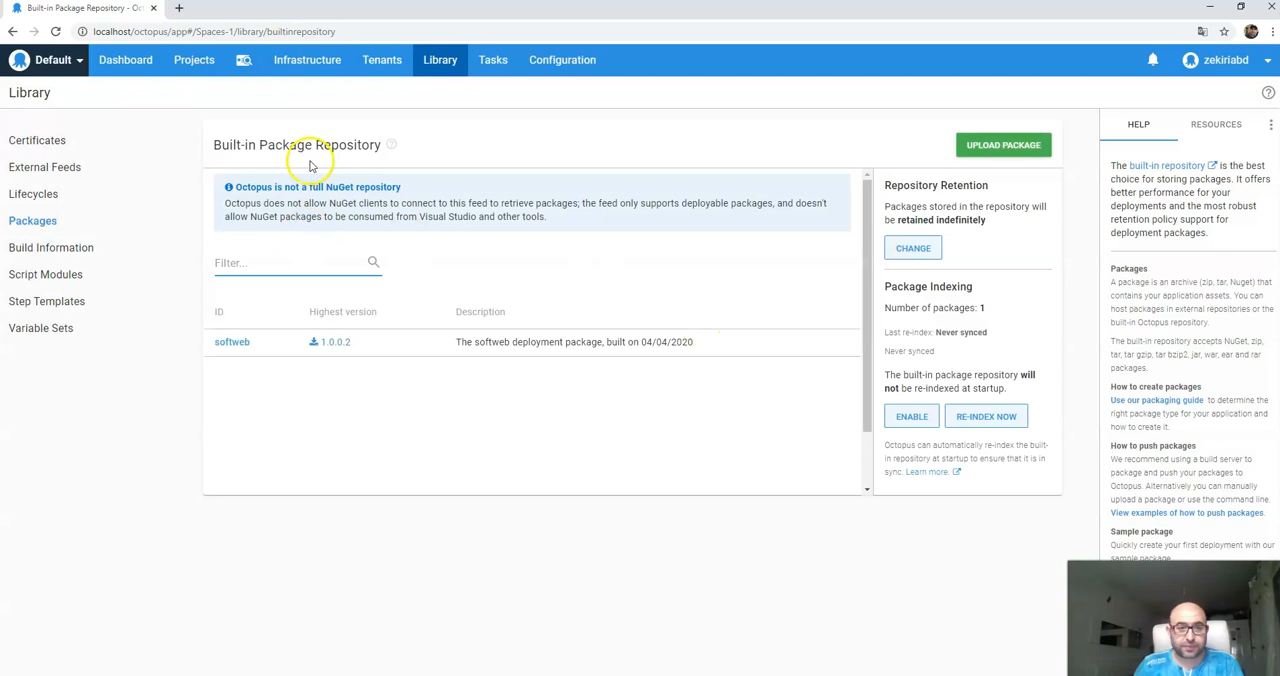 Built-in Package Repository - Oc
localhost/octopus/app#/Spaces-1/library/builtinrepository
Default
Dashboard
Projects
Infrastructure
Tenants
Library
Tasks
Configuration
zekiriabd
Library
Certificates
External Feeds
Lifecycles
Packages
Build Information
Script Modules
Step Templates
Variable Sets
Built-in Package Repository
UPLOAD PACKAGE
Octopus is not a full NuGet repository
Octopus does not allow NuGet clients to connect to this feed to retrieve packages; the feed only supports deployable packages, and doesn't
allow NuGet packages to be consumed from Visual Studio and other tools.
Filter...
ID
Highest version
Description
softweb
1.0.0.2
The softweb deployment package, built on 04/04/2020
Repository Retention
Packages stored in the repository will
be retained indefinitely
CHANGE
Package Indexing
Number of packages: 1
Last re-index: Never synced
Never synced
The built-in package repository will
not be re-indexed at startup.
ENABLE
RE-INDEX NOW
Octopus can automatically re-index the built-
in repository at startup to ensure that it is in
sync. Learn more.
HELP
RESOURCES
The built-in repository is the best
choice for storing packages. It offers
better performance for your
deployments and the most robust
retention policy support for
deployment packages.
Packages
A package is an archive (zip, tar, Nuget) that
contains your application assets. You can
host packages in external repositories or the
built-in Octopus repository.
The built-in repository accepts NuGet, zip,
tar, tar gzip, tar bzip2, jar, war, ear and rar
packages.
How to create packages
Use our packaging guide to determine the
right package type for your application and
how to create it.
How to push packages
We recommend using a build server to
package and push your packages to
Octopus. Alternatively you can manually
upload a package or use the command line.
View examples of how to push packages.
Sample package
Quickly create your first deployment with our
sample package.